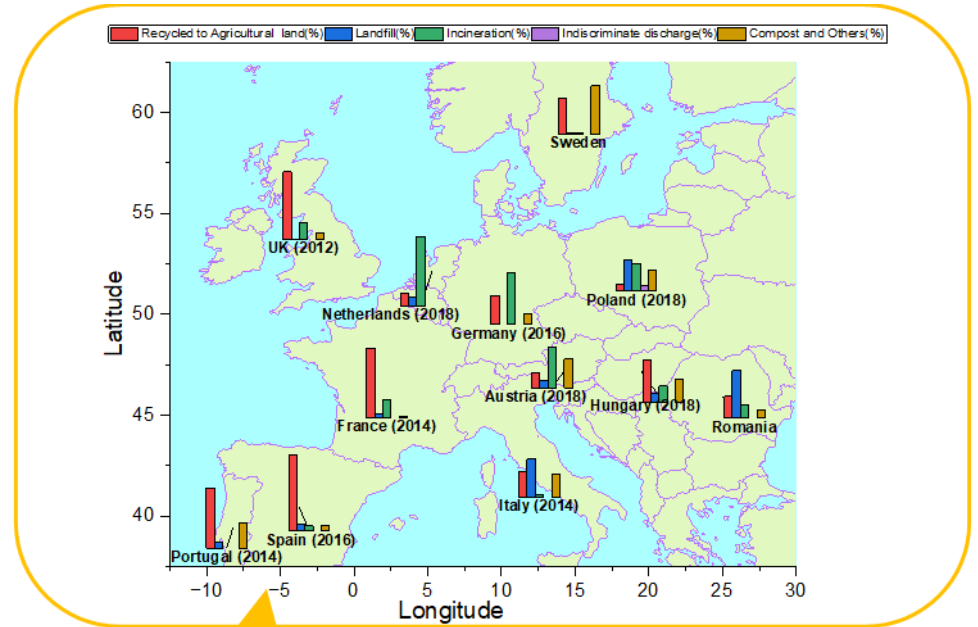 Recycled to Agricultural land(%) Landfill(%) Incineration(%) Indiscriminate discharge(%) Compost and Others(%)
60
Sweden
55
UK (2012)
Poland (2018)
Netherlands (2018)
50
Germany (2016)
Latitude
Austria (2018)
Hungary (2018)
45
France (2014)
Romania
Italy (2014)
40
Spain (2016)
Portugal (2014)
−10 −5 0 5 10 15 20 25 30
Longitude